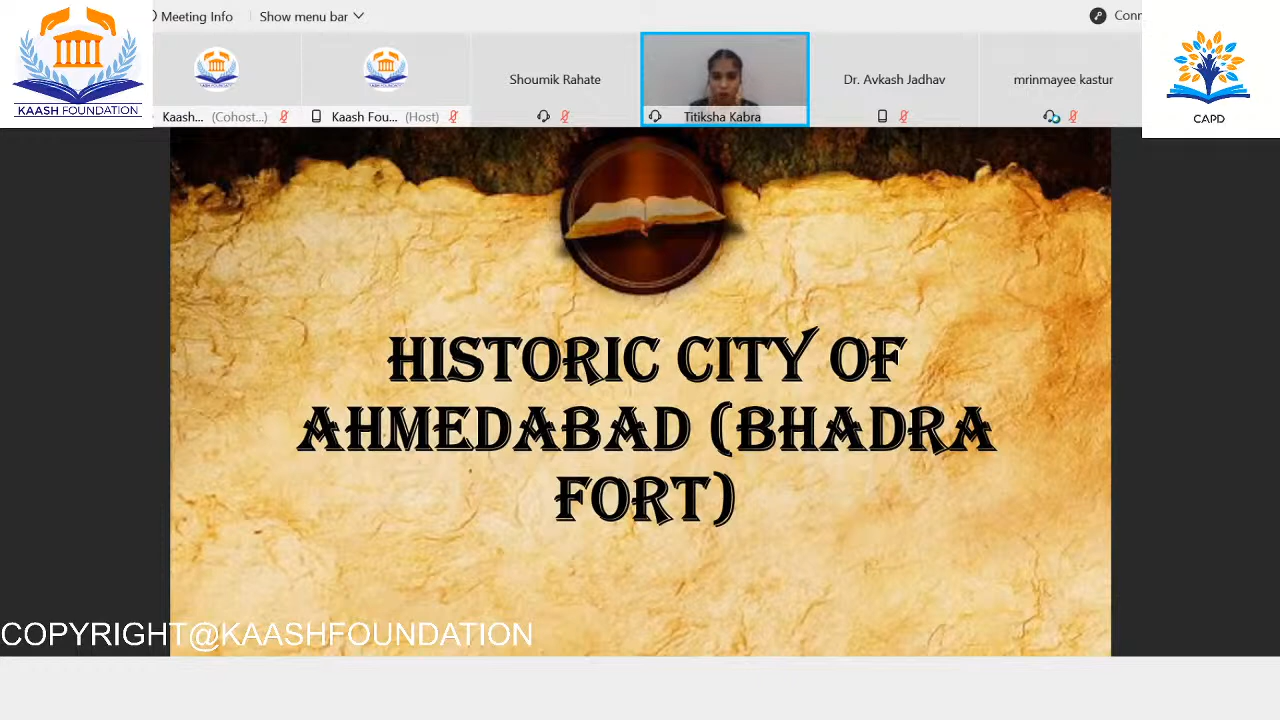 Meeting Info
Show menu bar
Conn
KAASH FOUNDATION
Kaash... (Cohost...)
Kaash Fou... (Host)
Shoumik Rahate
Titiksha Kabra
Dr. Avkash Jadhav
mrinmayee kastur
CAPD
HISTORIC CITY OF
AHMEDABAD (BHADRA
FORT)
COPYRIGHT@KAASHFOUNDATION